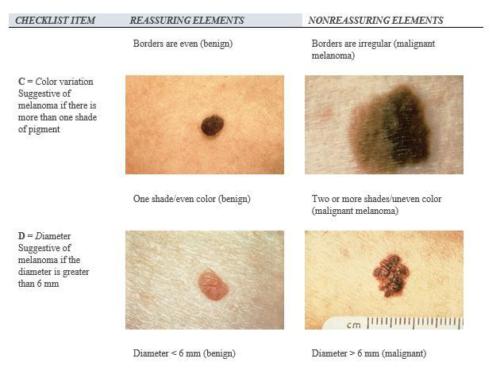 CHECKLIST ITEM REASSURING ELEMENTS NONREASSURING ELEMENTS
Borders are even (benign)
Borders are irregular (malignant
melanoma)
C = Color variation
Suggestive of
melanoma if there is
more than one shade
of pigment
One shade/even color (benign)
Two or more shades/uneven color
(malignant melanoma)
D = Diameter
Suggestive of
melanoma if the
diameter is greater
than 6 mm
cm
Diameter < 6 mm (benign)
Diameter > 6 mm (malignant)